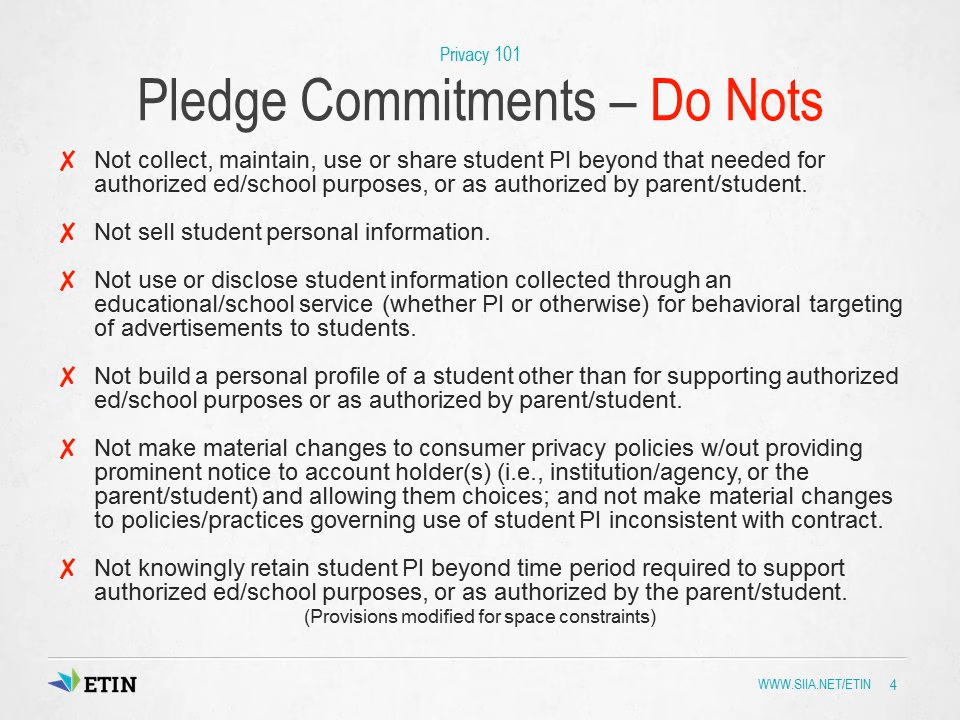 Privacy 101
Pledge Commitments – Do Nots
✗ Not collect, maintain, use or share student PI beyond that needed for
authorized ed/school purposes, or as authorized by parent/student.
✗ Not sell student personal information.
✗ Not use or disclose student information collected through an
educational/school service (whether PI or otherwise) for behavioral targeting
of advertisements to students.
✗ Not build a personal profile of a student other than for supporting authorized
ed/school purposes or as authorized by parent/student.
✗ Not make material changes to consumer privacy policies w/out providing
prominent notice to account holder(s) (i.e., institution/agency, or the
parent/student) and allowing them choices; and not make material changes
to policies/practices governing use of student PI inconsistent with contract.
✗ Not knowingly retain student PI beyond time period required to support
authorized ed/school purposes, or as authorized by the parent/student.
(Provisions modified for space constraints)
ETIN
WWW.SIIA.NET/ETIN 4